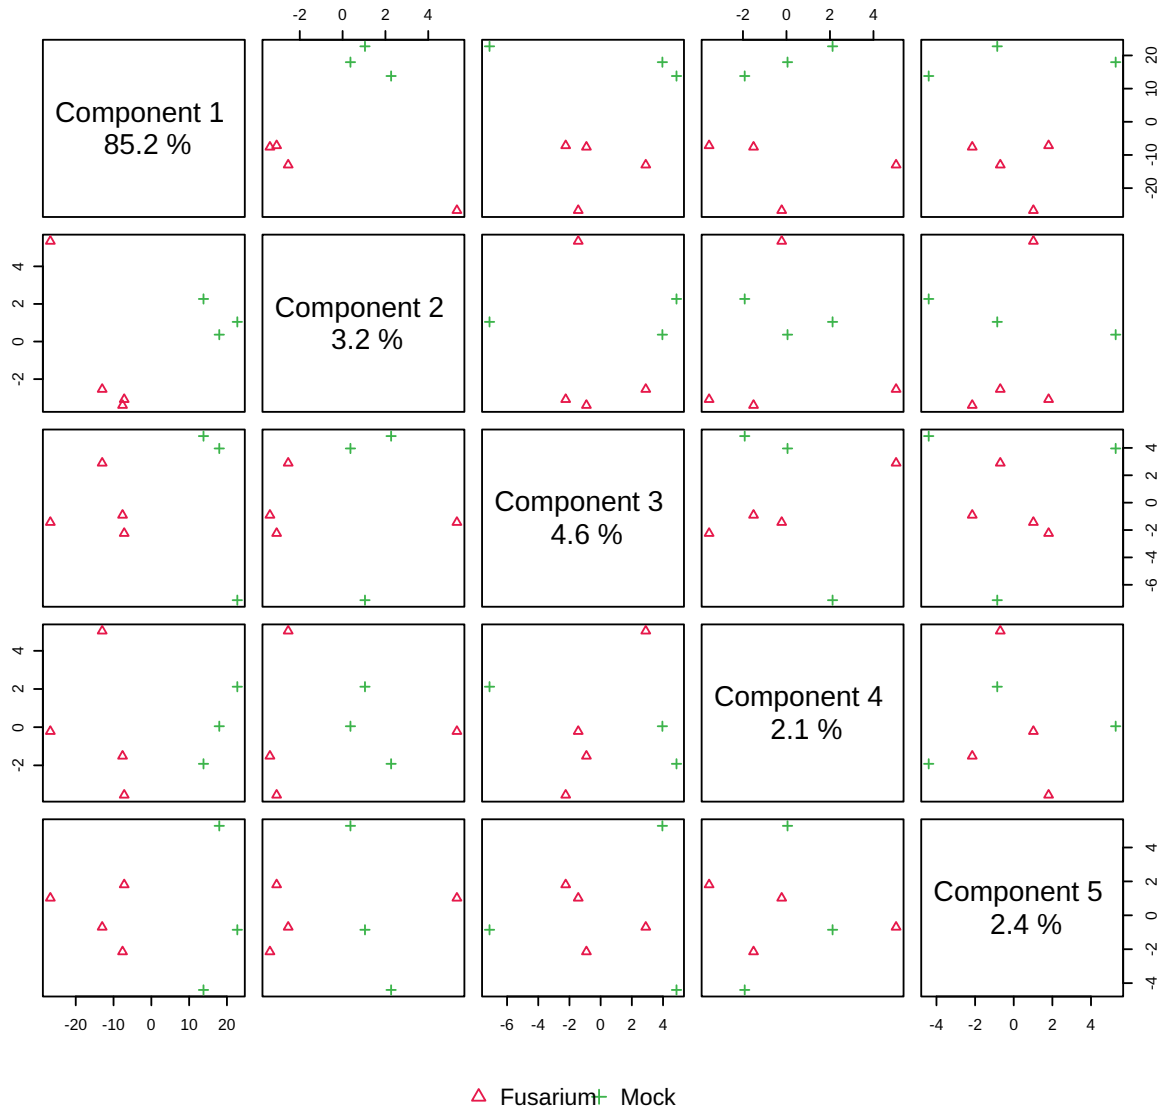 -2 0 2 4 -2 0 2 4
Component 1
85.2 %
-20 -10 0 10 20
-2 0 2 4
Component 2
3.2 %
Component 3
4.6 %
-6 -4 -2 0 2 4
-2 0 2 4
Component 4
2.1 %
Component 5
2.4 %
-4 -2 0 2 4
-20 -10 0 10 20 -6 -4 -2 0 2 4 -4 -2 0 2 4
Fusarium Mock